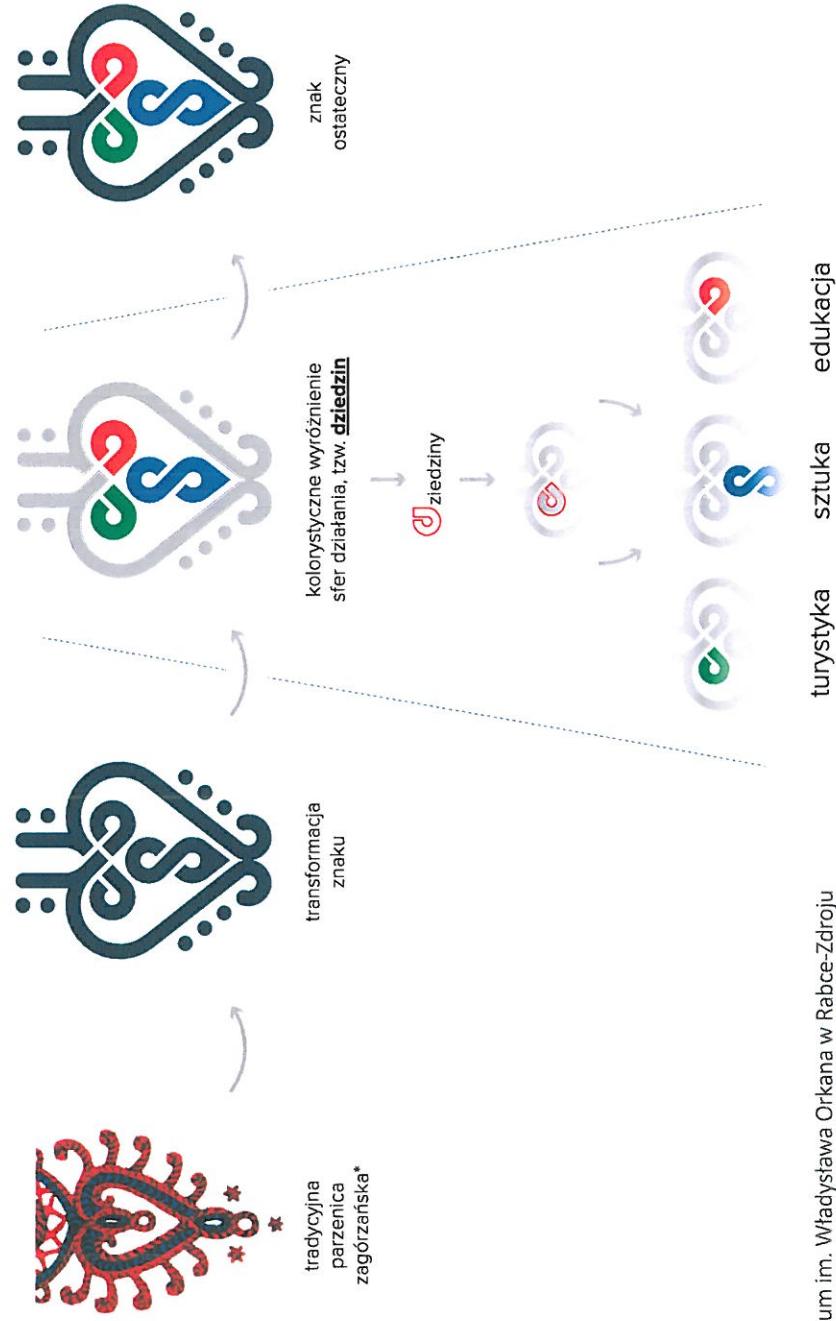 tradycyjna
parzenica
zagórzańska*
transformacja
znaku
kolorystyczne wyróżnienie
sfer działania, tzw. dziedzin
dziedziny
znak
ostateczny
turystyka
sztuka
edukacja
um im. Władysława Orkana w Rabce-Zdroju